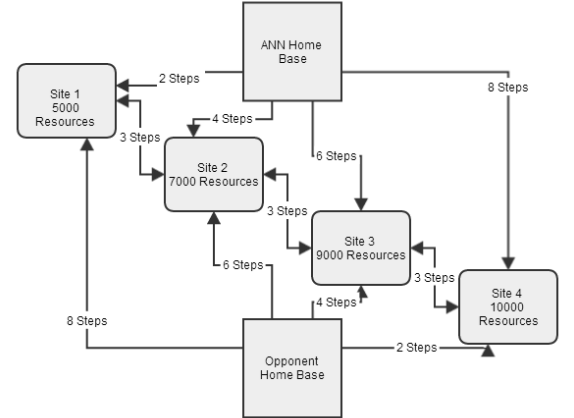 ANN Home
Base
2 Steps
8 Steps
Site 1
5000
Resources
4 Steps
3 Steps
6 Steps
Site 2
7000 Resources
3 Steps
Site 3
9000 Resources
6 Steps
3 Steps
Site 4
10000
Resources
4 Steps
8 Steps
2 Steps
Opponent
Home Base